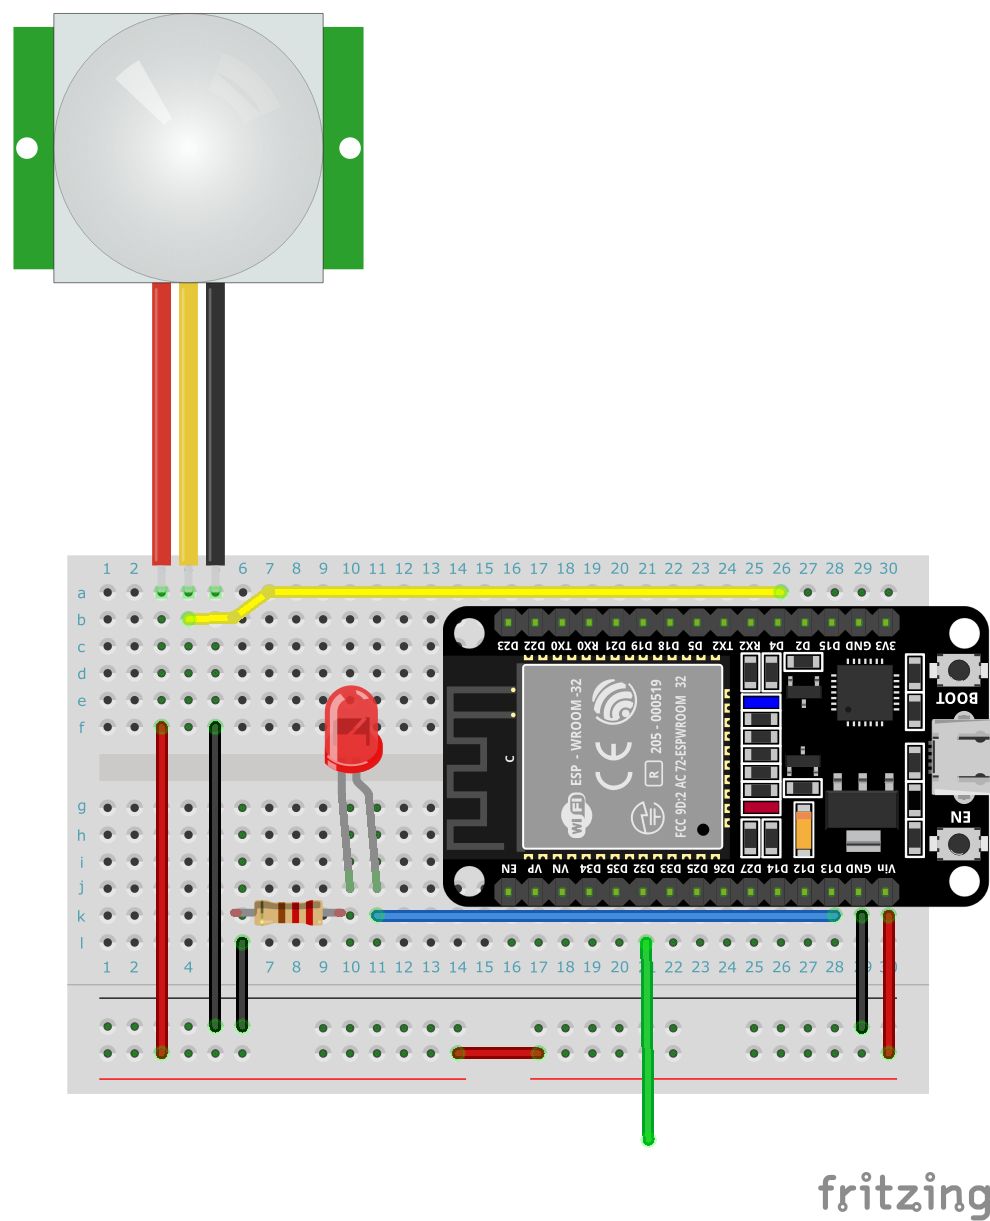 1 2 6 7 8 9 10 11 12 13 14 15 16 17 18 19 20 21 22 23 24 25 26 27 28 29 30
a
b
D23 D22 TX0 RX0 D21 D19 D18 D5 TX2 RX2 D4 D2 D15 GND 3V3
c
d
e
f
BOOT
ESP - WROOM-32
CE
205 - 000519
R
FCC 9D:2 AC 72-ESPWROOM 32
WiFi
C
g
h
i
j
k
l
EN
EN VP VN D34 D35 D32 D33 D25 D26 D27 D14 D12 D13 GND Vin
1 2 4 7 8 9 10 11 12 13 14 15 16 17 18 19 20 21 22 23 24 25 26 27 28 29 30
fritzing